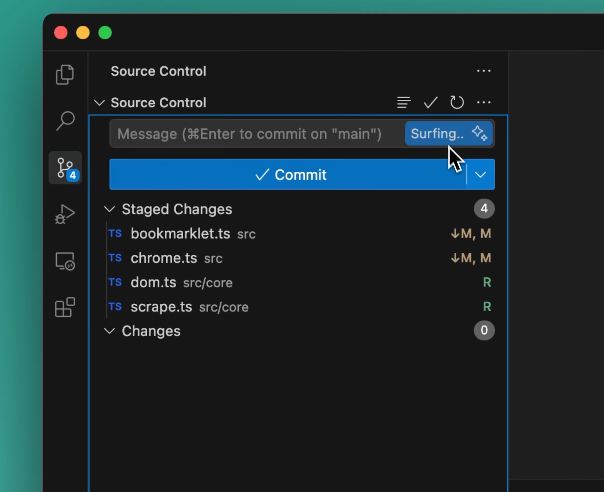 Source Control
Source Control
Message (⌘Enter to commit on "main") Surfing..
4
Commit
Staged Changes 4
TS bookmarklet.ts src ↓M, M
TS chrome.ts src ↓M, M
TS dom.ts src/core R
TS scrape.ts src/core R
Changes 0